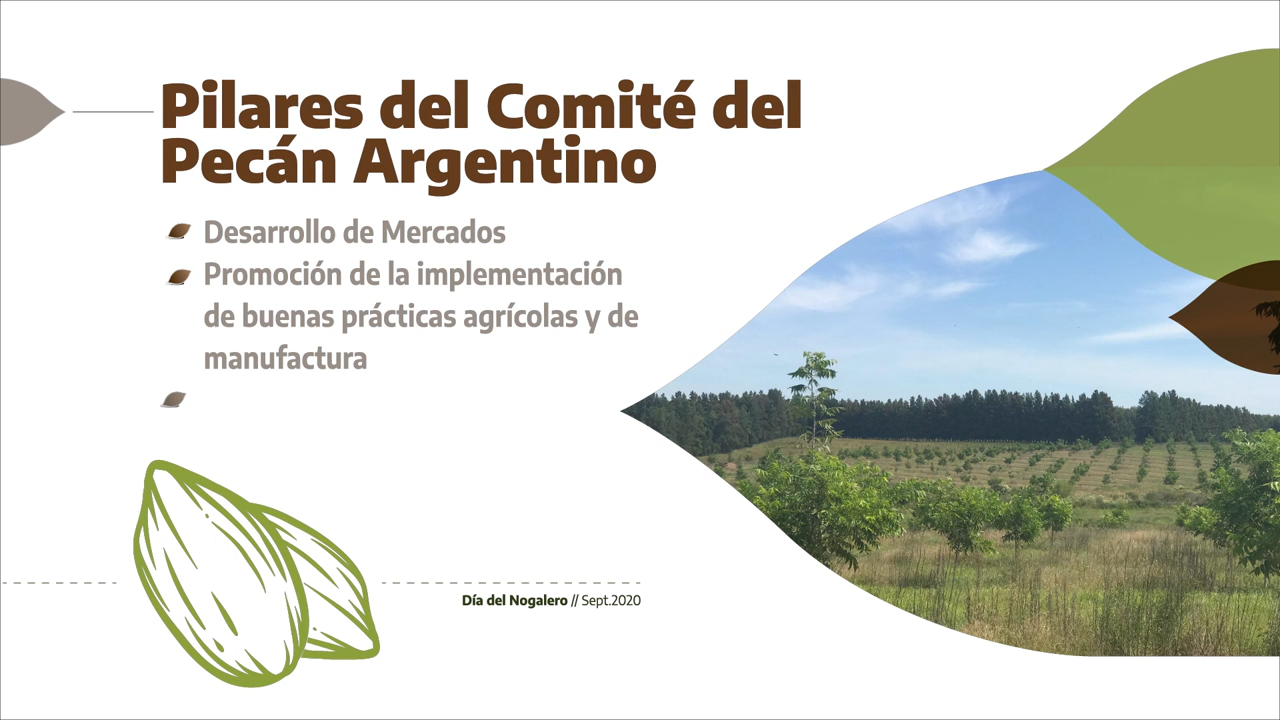 Pilares del Comité del
Pecán Argentino
Desarrollo de Mercados
Promoción de la implementación
de buenas prácticas agrícolas y de
manufactura
Día del Nogalero // Sept.2020